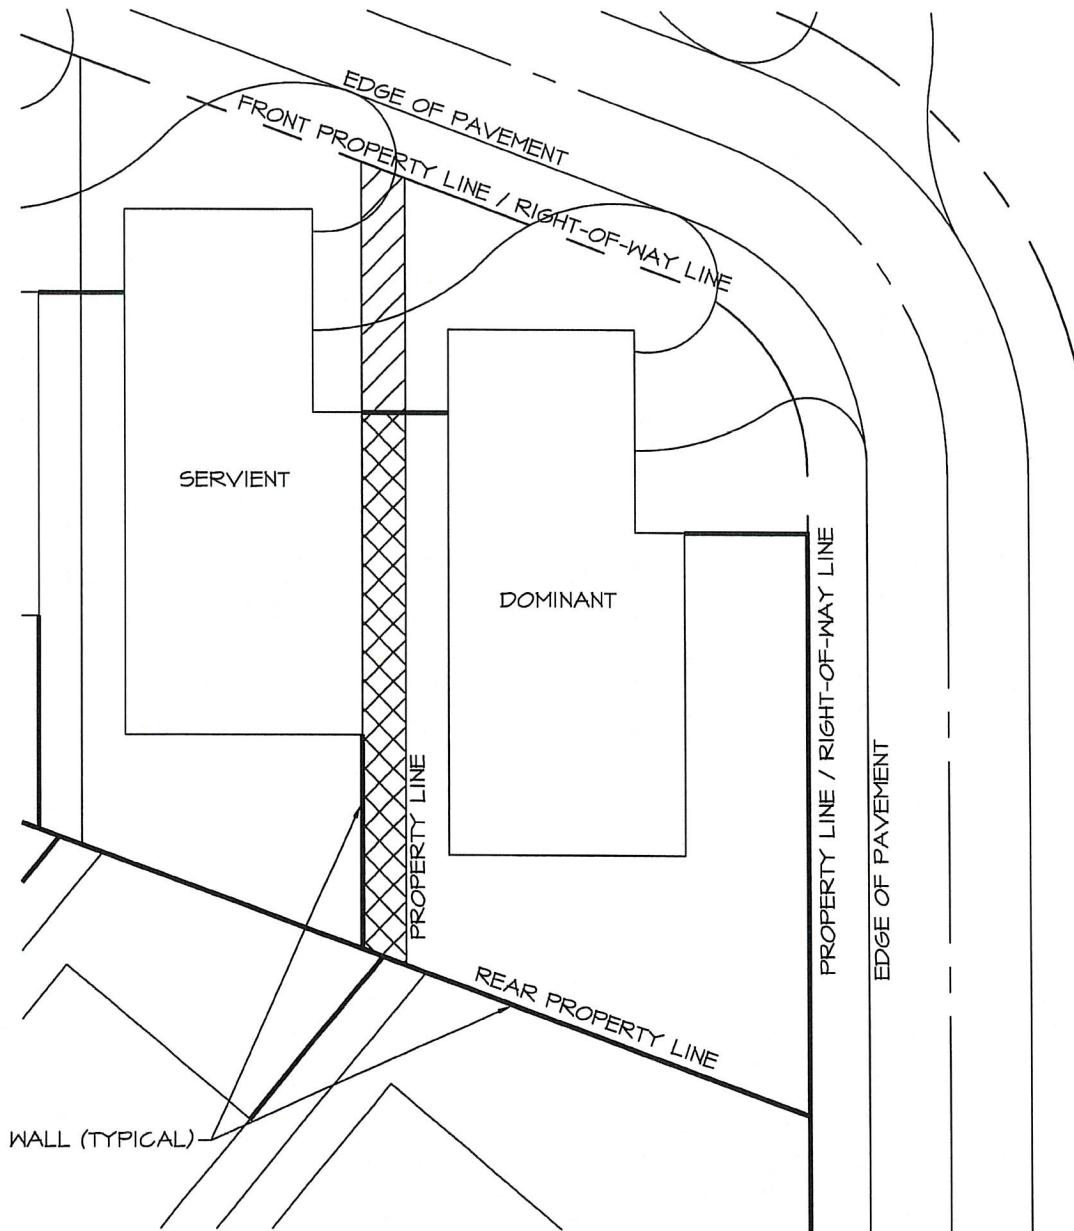 EDGE OF PAVEMENT
FRONT PROPERTY LINE / RIGHT-OF-WAY LINE
SERVIENT
DOMINANT
PROPERTY LINE
PROPERTY LINE / RIGHT-OF-WAY LINE
EDGE OF PAVEMENT
REAR PROPERTY LINE
WALL (TYPICAL)